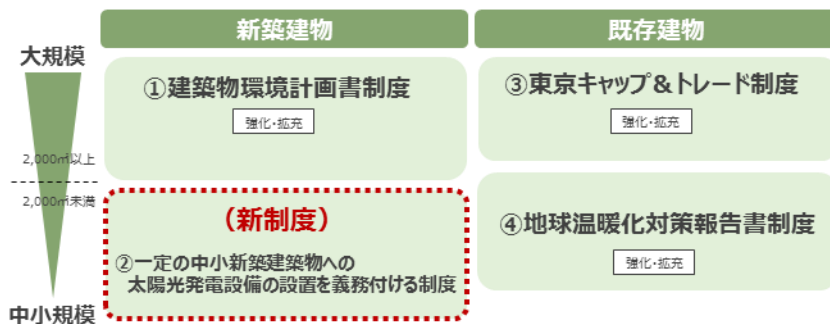 新築建物
既存建物
大規模
2,000㎡以上
2,000㎡未満
中小規模
①建築物環境計画書制度
強化・拡充
(新制度)
②一定の中小新築建築物への
太陽光発電設備の設置を義務付ける制度
③東京キャップ&トレード制度
強化・拡充
④地球温暖化対策報告書制度
強化・拡充